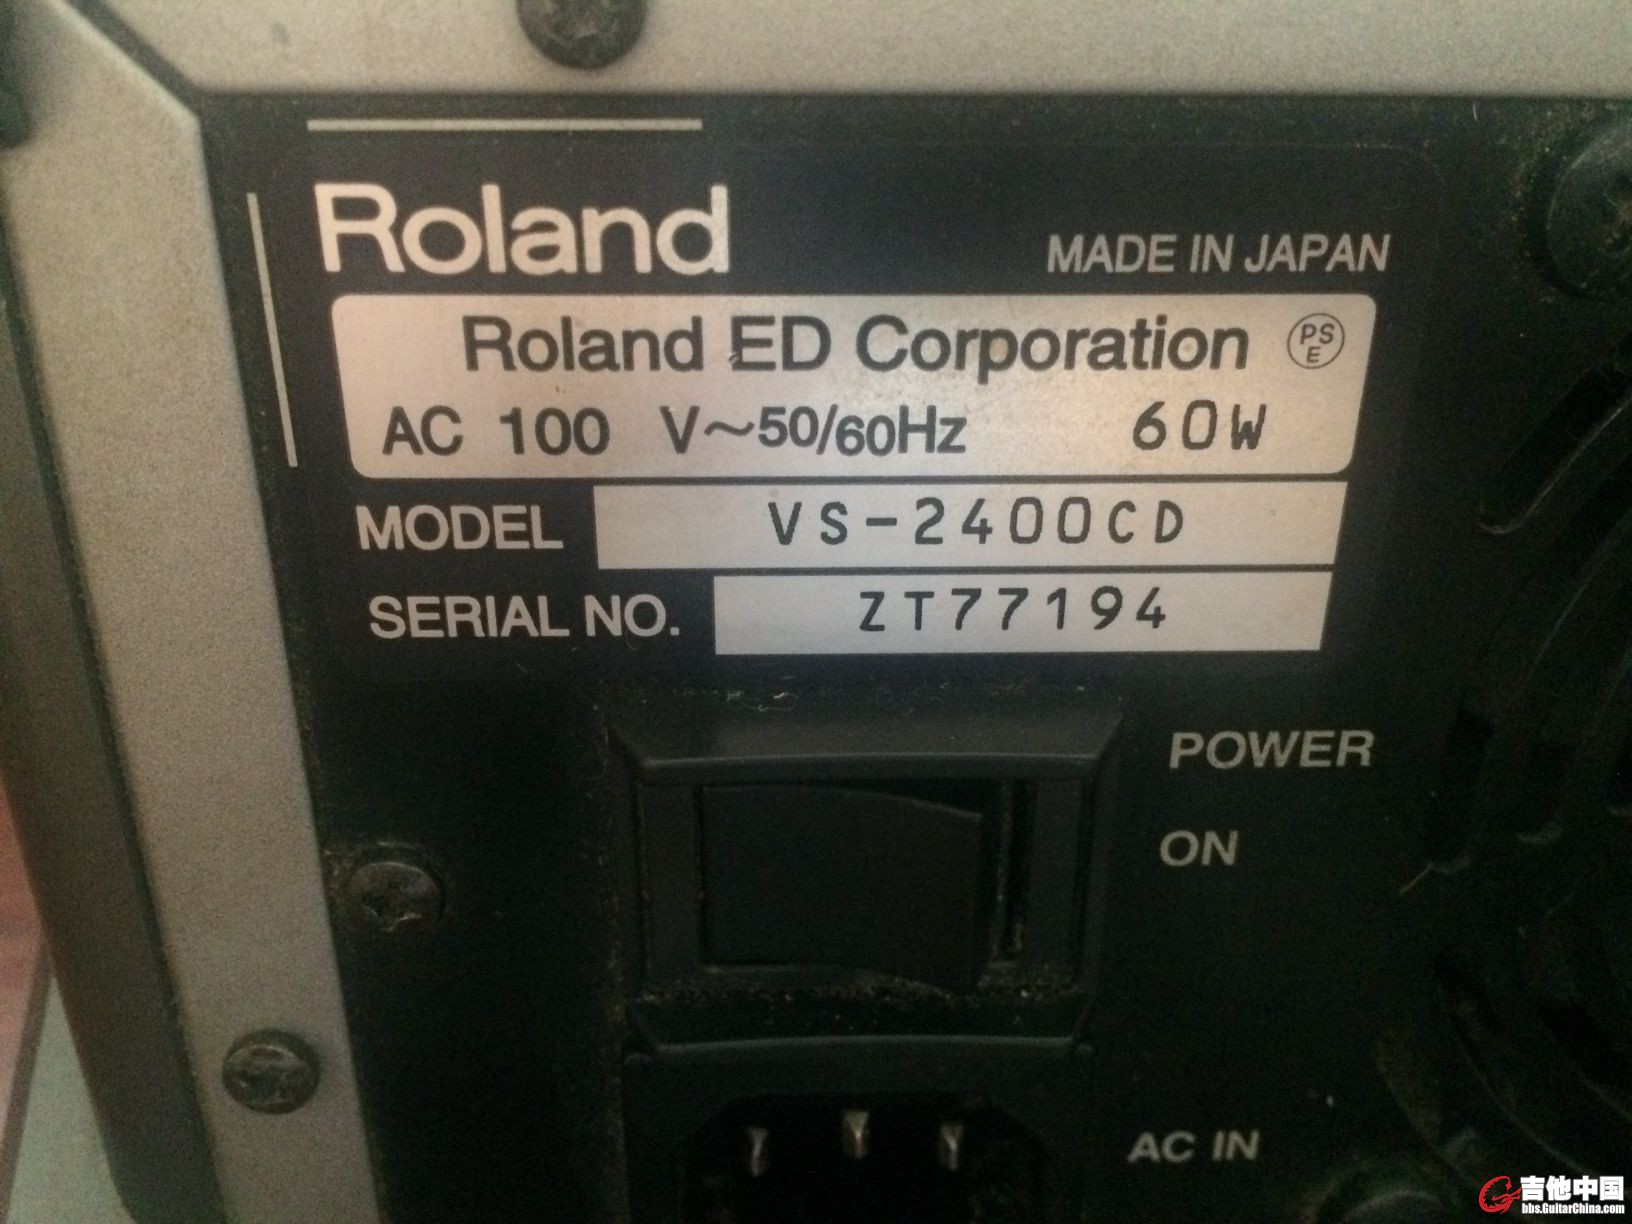 Roland
MADE IN JAPAN
Roland ED Corporation PSE
AC 100 V~50/60Hz 60W
MODEL VS-2400CD
SERIAL NO. ZT77194
POWER
ON
AC IN
吉他中国
bbs.GuitarChina.com